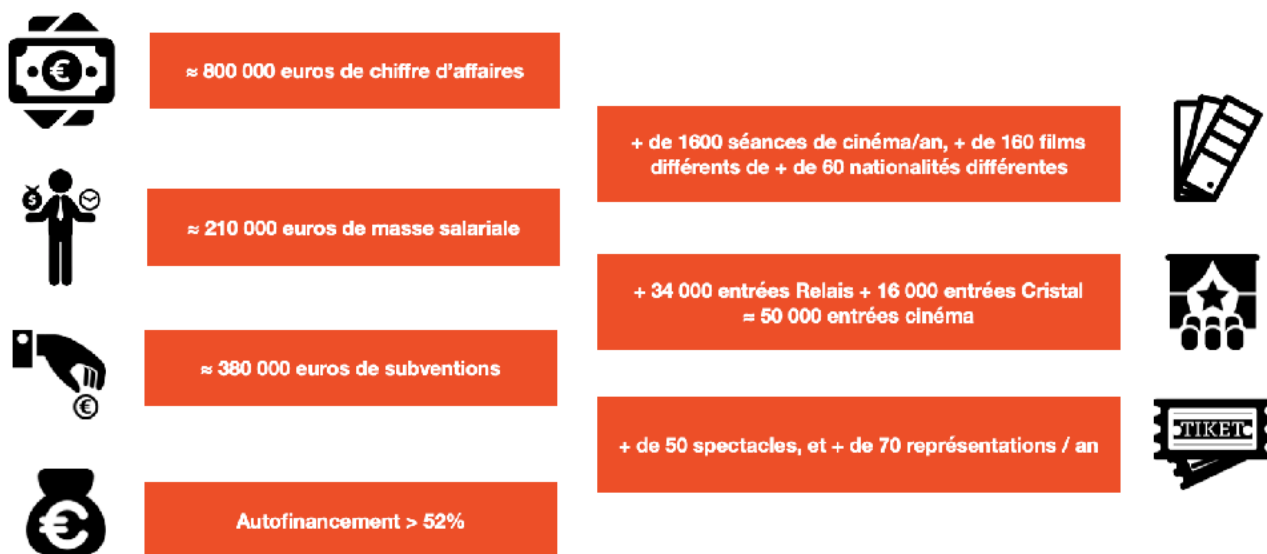 ≈ 800 000 euros de chiffre d'affaires
≈ 210 000 euros de masse salariale
≈ 380 000 euros de subventions
Autofinancement > 52%
+ de 1600 séances de cinéma/an, + de 160 films
différents de + de 60 nationalités différentes
+ 34 000 entrées Relais + 16 000 entrées Cristal
≈ 50 000 entrées cinéma
+ de 50 spectacles, et + de 70 représentations / an
TIKET